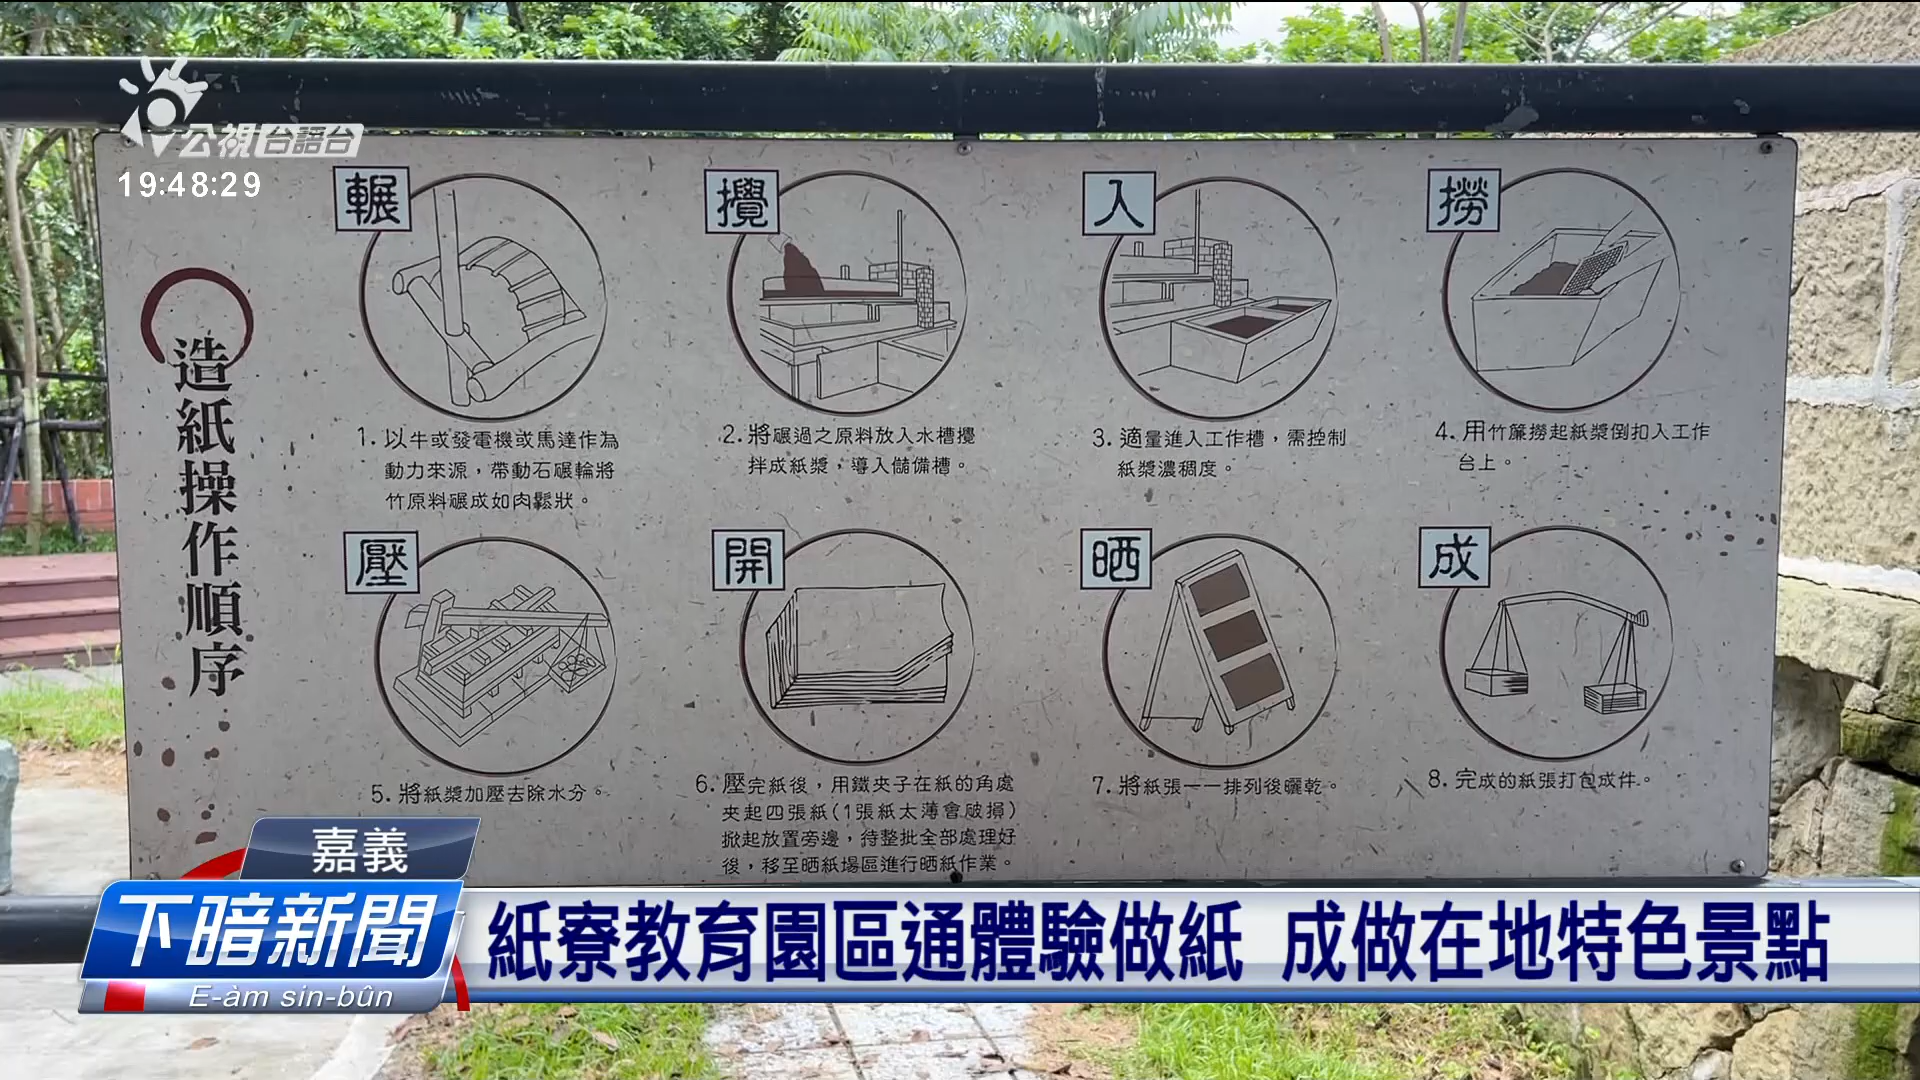 公視台語台
19:48:29
造紙操作順序
輾
1.以牛或發電機或馬達作為
動力來源，帶動石碾輪將
竹原料碾成如肉鬆狀。
攪
2.將碾過之原料放入水槽攪
拌成紙漿，導入儲備槽。
入
3.適量進入工作槽，需控制
紙漿濃稠度。
撈
4.用竹簾撈起紙漿倒扣入工作
台上。
壓
5.將紙漿加壓去除水分。
開
6.壓完紙後，用鐵夾子在紙的角處
夾起四張紙(1張紙太薄會破損)
掀起放置旁邊，待整批全部處理好
後，移至晒紙場區進行晒紙作業。
晒
7.將紙張一一排列後曬乾。
成
8.完成的紙張打包成件。
嘉義
下暗新聞
E-àm sin-bûn
紙寮教育園區通體驗做紙 成做在地特色景點